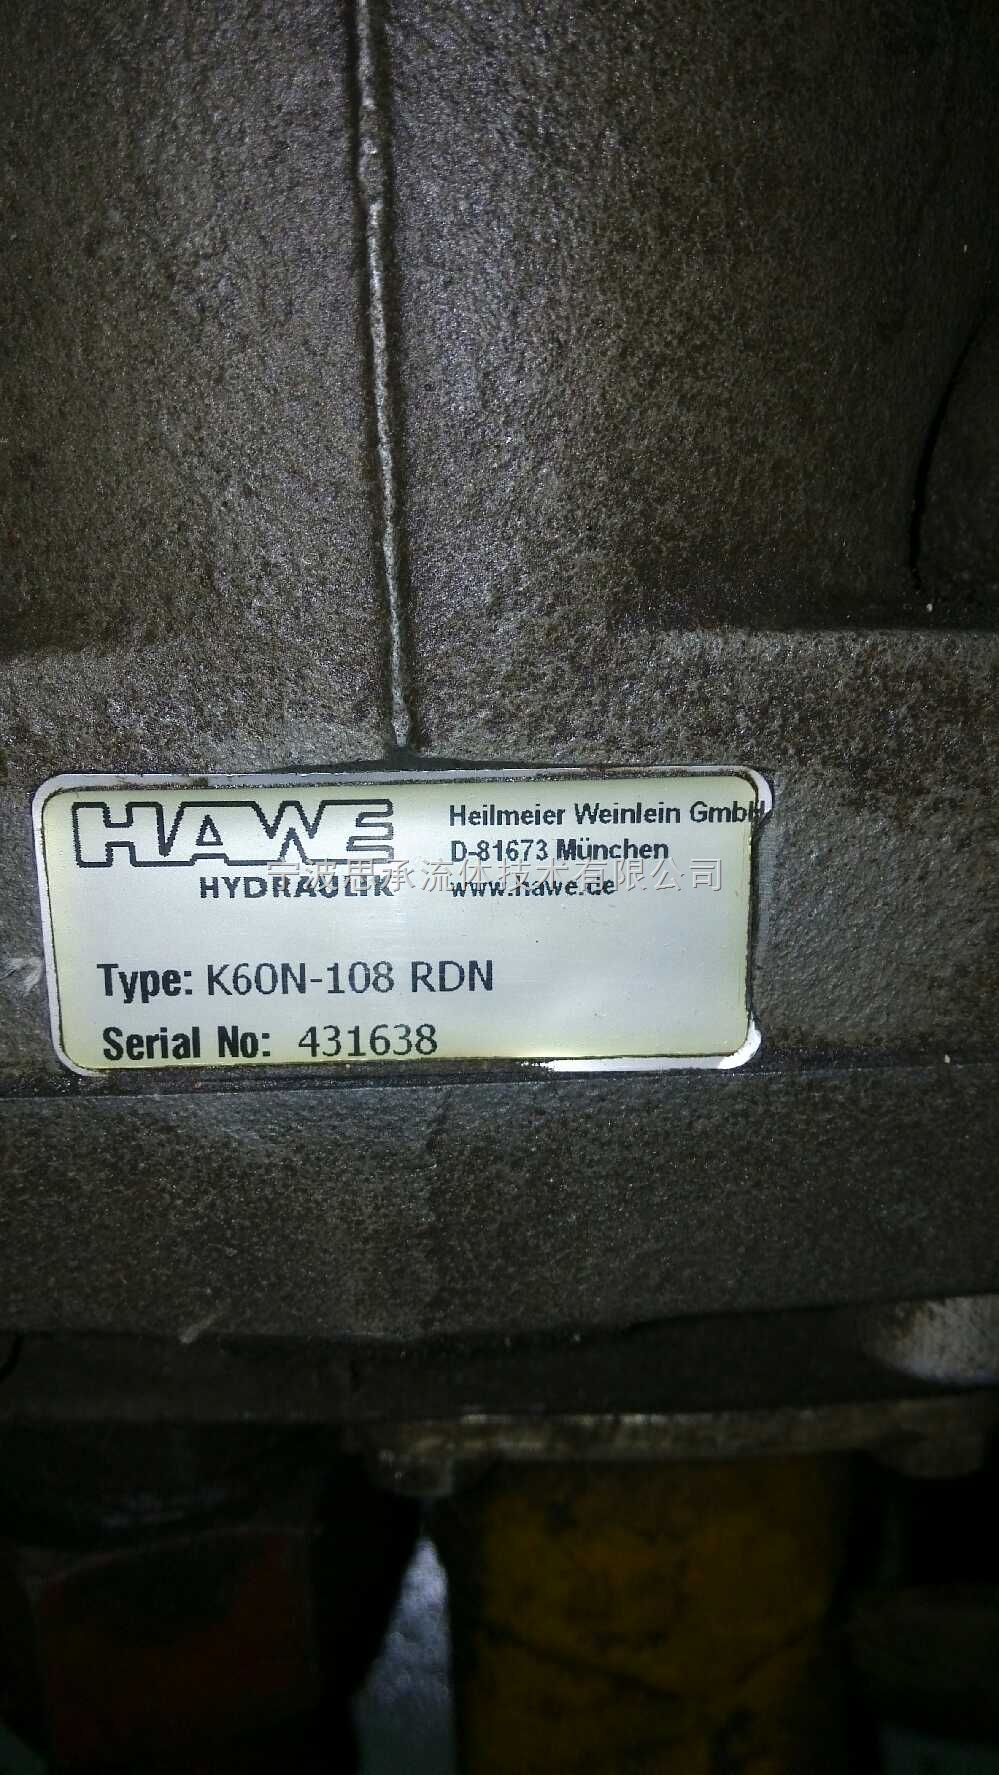 HAWE
HYDRAULIK
Heilmeier Weinlein GmbH
D-81673 München
www.hawe.de
宁波思承流体技术有限公司
Type: K60N-108 RDN
Serial No: 431638